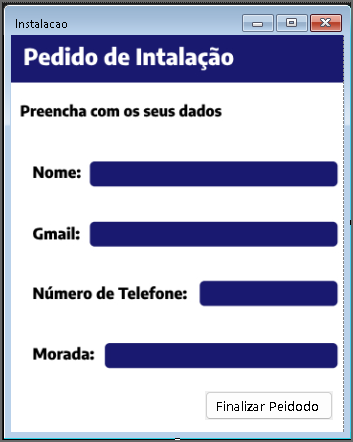 Instalacao
Pedido de Intalação
Preencha com os seus dados
Nome:
Gmail:
Número de Telefone:
Morada:
Finalizar Peidodo